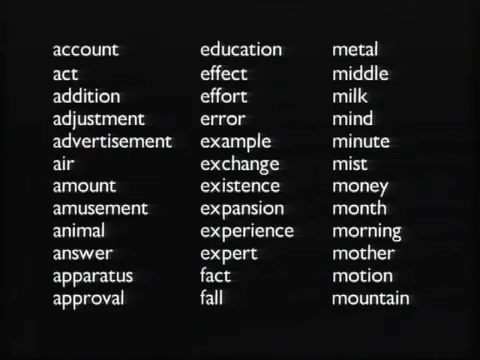 account education metal
act effect middle
addition effort milk
adjustment error mind
advertisement example minute
air exchange mist
amount existence money
amusement expansion month
animal experience morning
answer expert mother
apparatus fact motion
approval fall mountain